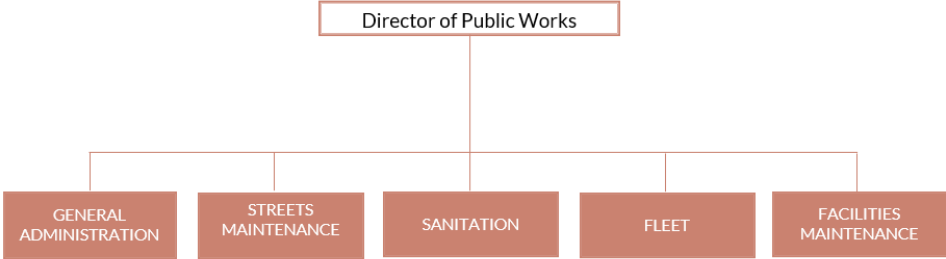 Director of Public Works
GENERAL
ADMINISTRATION
STREETS
MAINTENANCE
SANITATION
FLEET
FACILITIES
MAINTENANCE